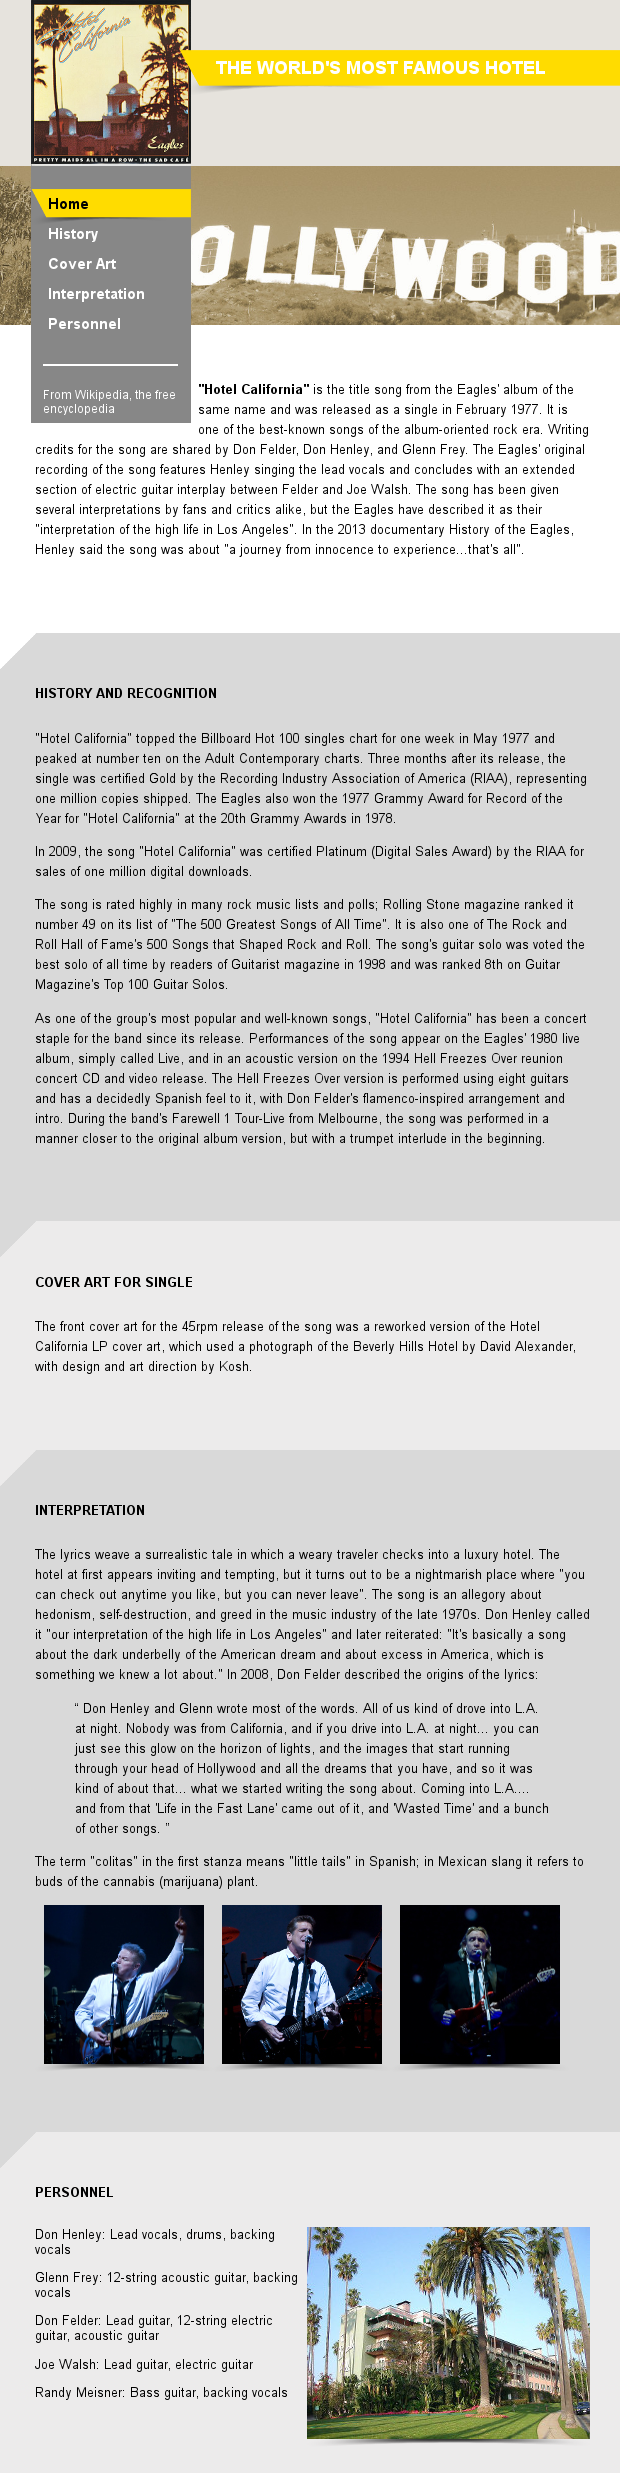 Hotel California
Eagles
PRETTY MAIDS ALL IN A ROW • THE SAD CAFE
THE WORLD'S MOST FAMOUS HOTEL
Home
History
Cover Art
Interpretation
Personnel
OLLYWOOD
From Wikipedia, the free
encyclopedia
"Hotel California" is the title song from the Eagles' album of the
same name and was released as a single in February 1977. It is
one of the best-known songs of the album-oriented rock era. Writing
credits for the song are shared by Don Felder, Don Henley, and Glenn Frey. The Eagles' original
recording of the song features Henley singing the lead vocals and concludes with an extended
section of electric guitar interplay between Felder and Joe Walsh. The song has been given
several interpretations by fans and critics alike, but the Eagles have described it as their
"interpretation of the high life in Los Angeles". In the 2013 documentary History of the Eagles,
Henley said the song was about "a journey from innocence to experience...that's all".
HISTORY AND RECOGNITION
"Hotel California" topped the Billboard Hot 100 singles chart for one week in May 1977 and
peaked at number ten on the Adult Contemporary charts. Three months after its release, the
single was certified Gold by the Recording Industry Association of America (RIAA), representing
one million copies shipped. The Eagles also won the 1977 Grammy Award for Record of the
Year for "Hotel California" at the 20th Grammy Awards in 1978.
In 2009, the song "Hotel California" was certified Platinum (Digital Sales Award) by the RIAA for
sales of one million digital downloads.
The song is rated highly in many rock music lists and polls; Rolling Stone magazine ranked it
number 49 on its list of "The 500 Greatest Songs of All Time". It is also one of The Rock and
Roll Hall of Fame's 500 Songs that Shaped Rock and Roll. The song's guitar solo was voted the
best solo of all time by readers of Guitarist magazine in 1998 and was ranked 8th on Guitar
Magazine's Top 100 Guitar Solos.
As one of the group's most popular and well-known songs, "Hotel California" has been a concert
staple for the band since its release. Performances of the song appear on the Eagles' 1980 live
album, simply called Live, and in an acoustic version on the 1994 Hell Freezes Over reunion
concert CD and video release. The Hell Freezes Over version is performed using eight guitars
and has a decidedly Spanish feel to it, with Don Felder's flamenco-inspired arrangement and
intro. During the band's Farewell 1 Tour-Live from Melbourne, the song was performed in a
manner closer to the original album version, but with a trumpet interlude in the beginning.
COVER ART FOR SINGLE
The front cover art for the 45rpm release of the song was a reworked version of the Hotel
California LP cover art, which used a photograph of the Beverly Hills Hotel by David Alexander,
with design and art direction by Kosh.
INTERPRETATION
The lyrics weave a surrealistic tale in which a weary traveler checks into a luxury hotel. The
hotel at first appears inviting and tempting, but it turns out to be a nightmarish place where "you
can check out anytime you like, but you can never leave". The song is an allegory about
hedonism, self-destruction, and greed in the music industry of the late 1970s. Don Henley called
it "our interpretation of the high life in Los Angeles" and later reiterated: "It's basically a song
about the dark underbelly of the American dream and about excess in America, which is
something we knew a lot about." In 2008, Don Felder described the origins of the lyrics:
“ Don Henley and Glenn wrote most of the words. All of us kind of drove into L.A.
at night. Nobody was from California, and if you drive into L.A. at night... you can
just see this glow on the horizon of lights, and the images that start running
through your head of Hollywood and all the dreams that you have, and so it was
kind of about that... what we started writing the song about. Coming into L.A....
and from that 'Life in the Fast Lane' came out of it, and 'Wasted Time' and a bunch
of other songs. ”
The term "colitas" in the first stanza means "little tails" in Spanish; in Mexican slang it refers to
buds of the cannabis (marijuana) plant.
PERSONNEL
Don Henley: Lead vocals, drums, backing
vocals
Glenn Frey: 12-string acoustic guitar, backing
vocals
Don Felder: Lead guitar, 12-string electric
guitar, acoustic guitar
Joe Walsh: Lead guitar, electric guitar
Randy Meisner: Bass guitar, backing vocals